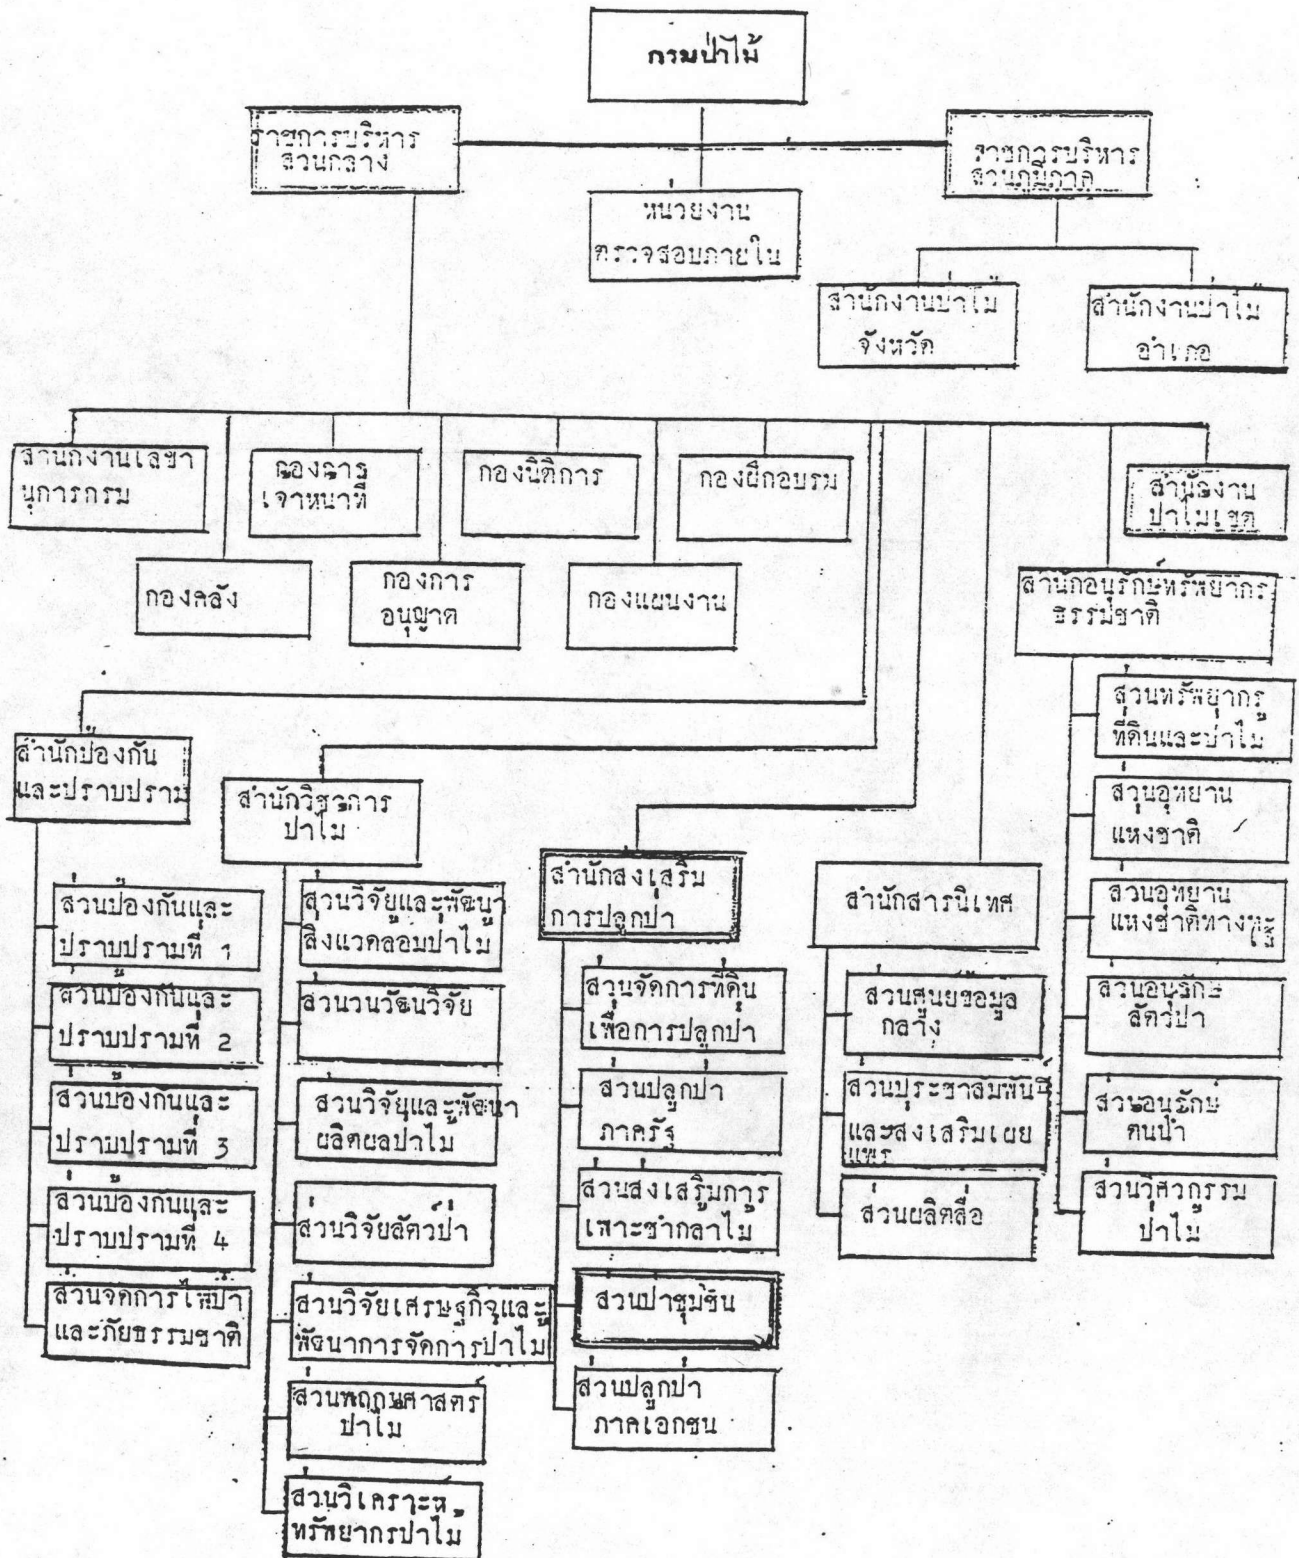 กรมป่าไม้
ราชการบริหาร
ส่วนกลาง
ราชการบริหาร
ส่วนภูมิภาค
หน่วยงาน
ตรวจสอบภายใน
สำนักงานป่าไม้
จังหวัด
สำนักงานป่าไม้
อำเภอ
สำนักงานเลขา
นุการกรม
กองการ
เจ้าหน้าที่
กองนิติการ
กองฝึกอบรม
สำนักงาน
ป่าไม้เขต
กองคลัง
กองการ
อนุญาต
กองแผนงาน
สำนักอนุรักษ์ทรัพยากร
ธรรมชาติ
ส่วนทรัพยากร
ที่ดินและป่าไม้
ส่วนอุทยาน
แห่งชาติ
ส่วนอุทยาน
แห่งชาติทางทะเล
ส่วนอนุรักษ์
สัตว์ป่า
ส่วนอนุรักษ์
ต้นน้ำ
ส่วนวิศวกรรม
ป่าไม้
สำนักป้องกัน
และปราบปราม
ส่วนป้องกันและ
ปราบปรามที่ 1
ส่วนป้องกันและ
ปราบปรามที่ 2
ส่วนป้องกันและ
ปราบปรามที่ 3
ส่วนป้องกันและ
ปราบปรามที่ 4
ส่วนจัดการไฟป่า
และภัยธรรมชาติ
สำนักวิชาการ
ป่าไม้
ส่วนวิจัยและพัฒนา
สิ่งแวดล้อมป่าไม้
ส่วนวนวัฒนวิจัย
ส่วนวิจัยและพัฒนา
ผลิตผลป่าไม้
ส่วนวิจัยสัตว์ป่า
ส่วนวิจัยเศรษฐกิจและ
พัฒนาการจัดการป่าไม้
ส่วนพฤกษศาสตร์
ป่าไม้
ส่วนวิเคราะห์
ทรัพยากรป่าไม้
สำนักส่งเสริม
การปลูกป่า
ส่วนจัดการที่ดิน
เพื่อการปลูกป่า
ส่วนปลูกป่า
ภาครัฐ
ส่วนส่งเสริมการ
เพาะชำกล้าไม้
ส่วนป่าชุมชน
ส่วนปลูกป่า
ภาคเอกชน
สำนักสารนิเทศ
ส่วนศูนย์ข้อมูล
กลาง
ส่วนประชาสัมพันธ์
และส่งเสริมเผย
แพร่
ส่วนผลิตสื่อ